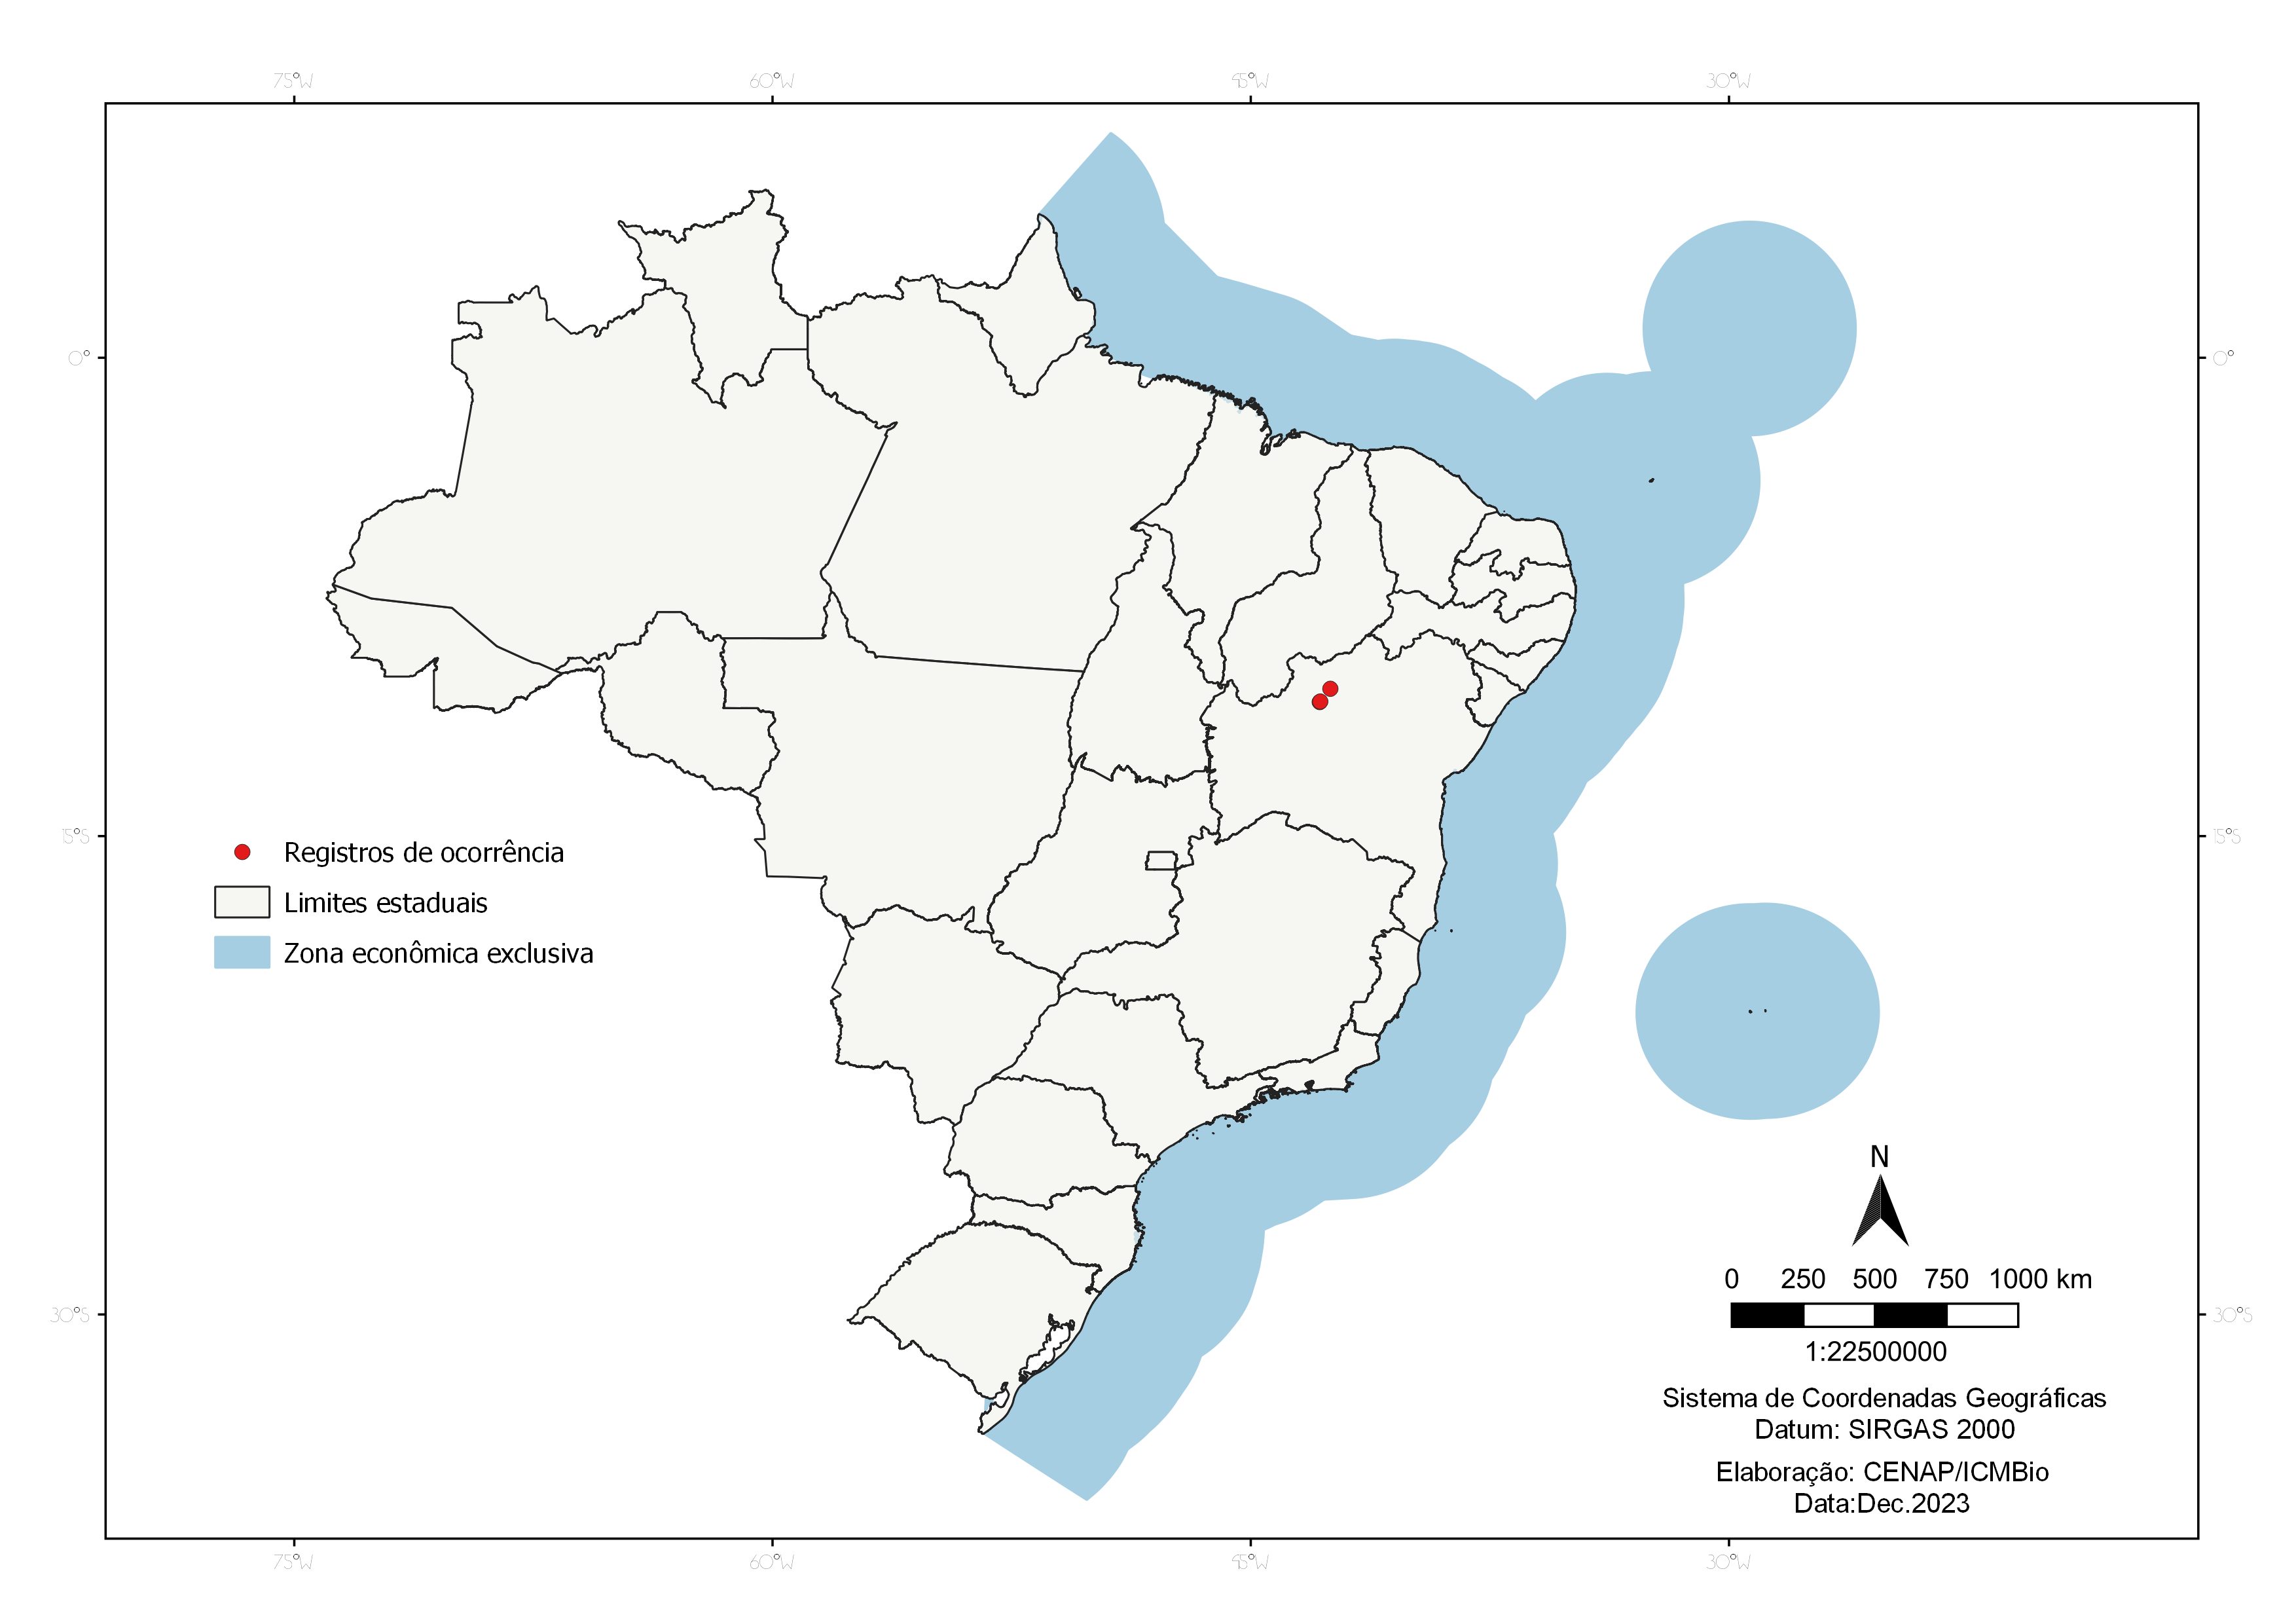 75°W 60°W 45°W 30°W
0° 0°
15°S 15°S
Registros de ocorrência
Limites estaduais
Zona econômica exclusiva
N
0 250 500 750 1000 km
30°S 30°S
1:22500000
Sistema de Coordenadas Geográficas
Datum: SIRGAS 2000
Elaboração: CENAP/ICMBio
Data:Dec.2023
75°W 60°W 45°W 30°W